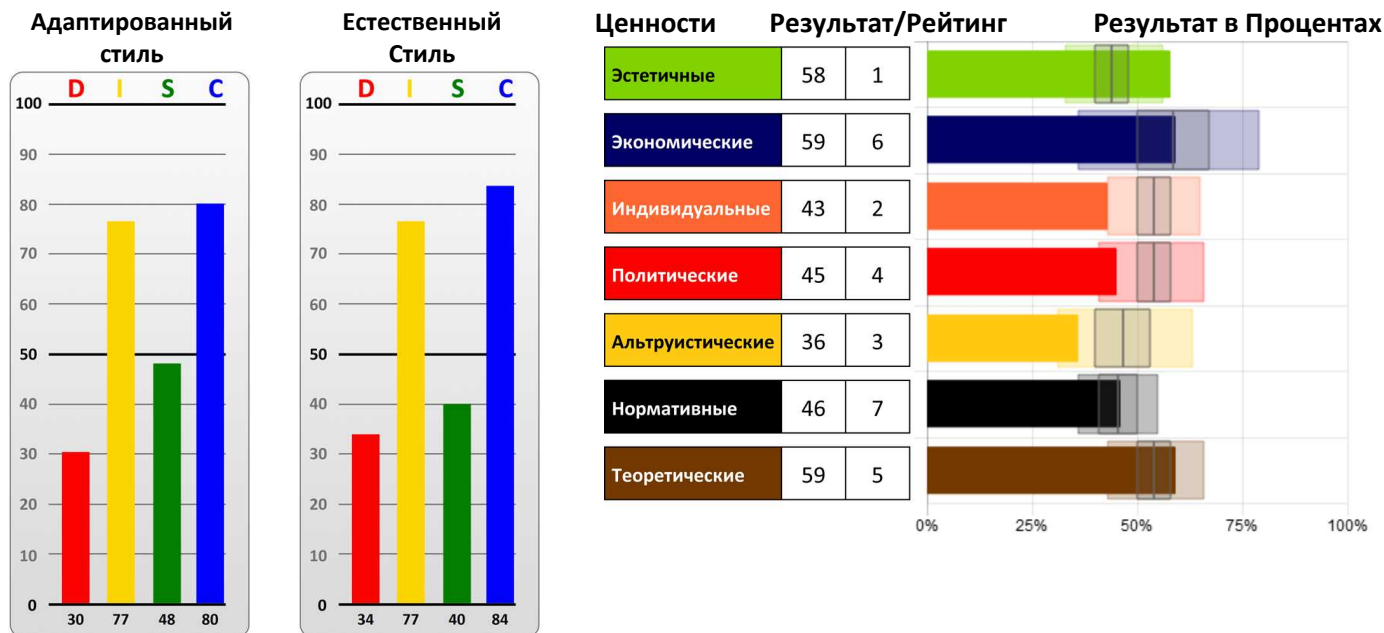 Адаптированный
стиль
D I S C
100
90
80
70
60
50
40
30
20
10
0
30 77 48 80
Естественный
Стиль
D I S C
100
90
80
70
60
50
40
30
20
10
0
34 77 40 84
Ценности Результат/Рейтинг Результат в Процентах
Эстетичные 58 1
Экономические 59 6
Индивидуальные 43 2
Политические 45 4
Альтруистические 36 3
Нормативные 46 7
Теоретические 59 5
0% 25% 50% 75% 100%